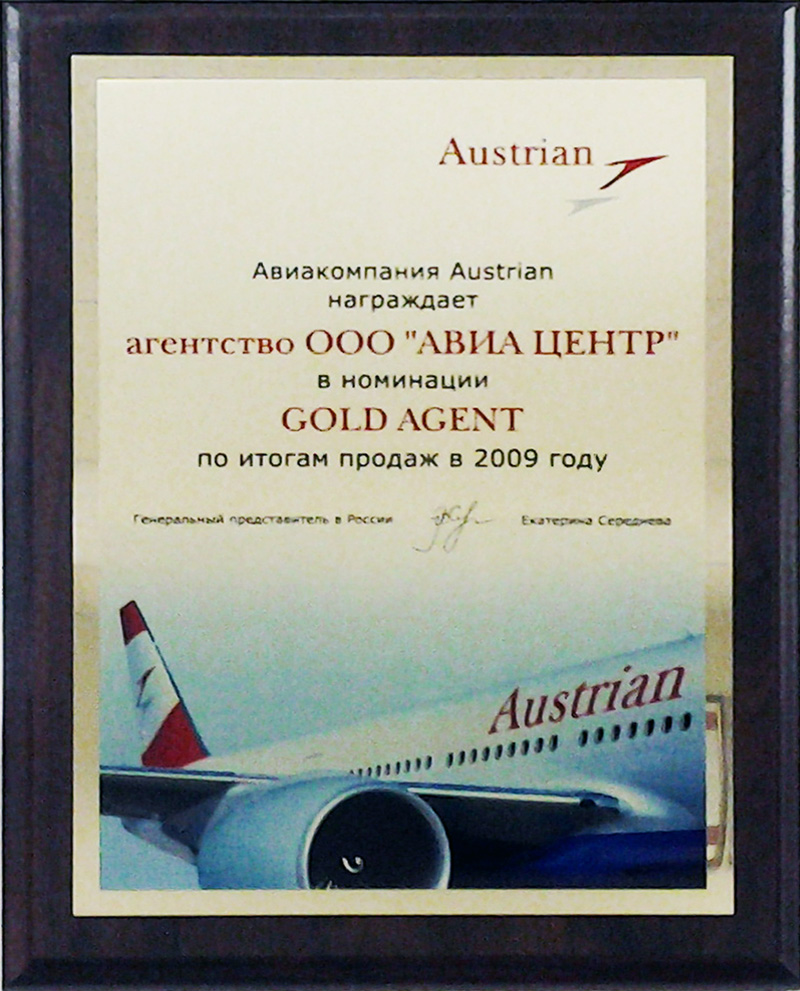 Austrian
Авиакомпания Austrian
награждает
агентство ООО "АВИА ЦЕНТР"
в номинации
GOLD AGENT
по итогам продаж в 2009 году
Генеральный представитель в России Екатерина Середнева
Austrian